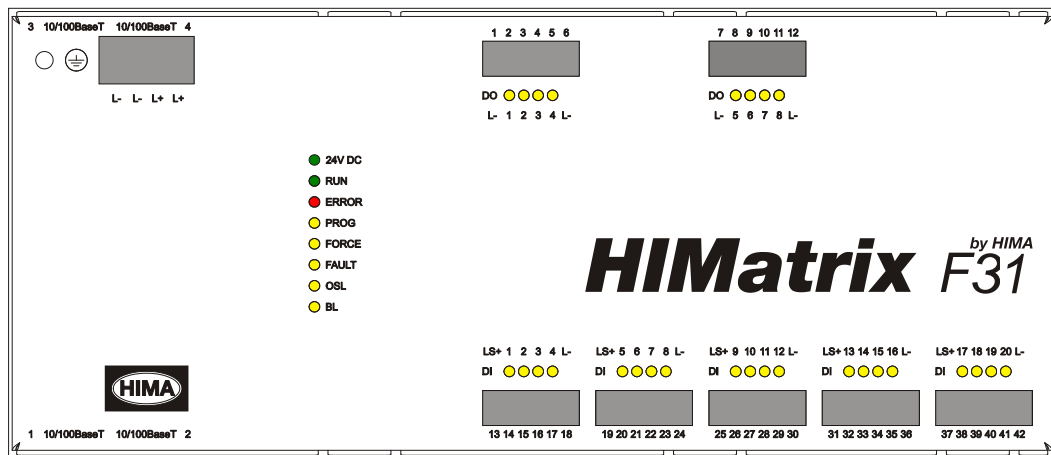 3 10/100BaseT 10/100BaseT 4
L- L- L+ L+
1 2 3 4 5 6
DO
L- 1 2 3 4 L-
7 8 9 10 11 12
DO
L- 5 6 7 8 L-
24V DC
RUN
ERROR
PROG
FORCE
FAULT
OSL
BL
HIMatrix
by HIMA
F31
LS+ 1 2 3 4 L-
DI
13 14 15 16 17 18
LS+ 5 6 7 8 L-
DI
19 20 21 22 23 24
LS+ 9 10 11 12 L-
DI
25 26 27 28 29 30
LS+ 13 14 15 16 L-
DI
31 32 33 34 35 36
LS+ 17 18 19 20 L-
DI
37 38 39 40 41 42
HIMA
1 10/100BaseT 10/100BaseT 2